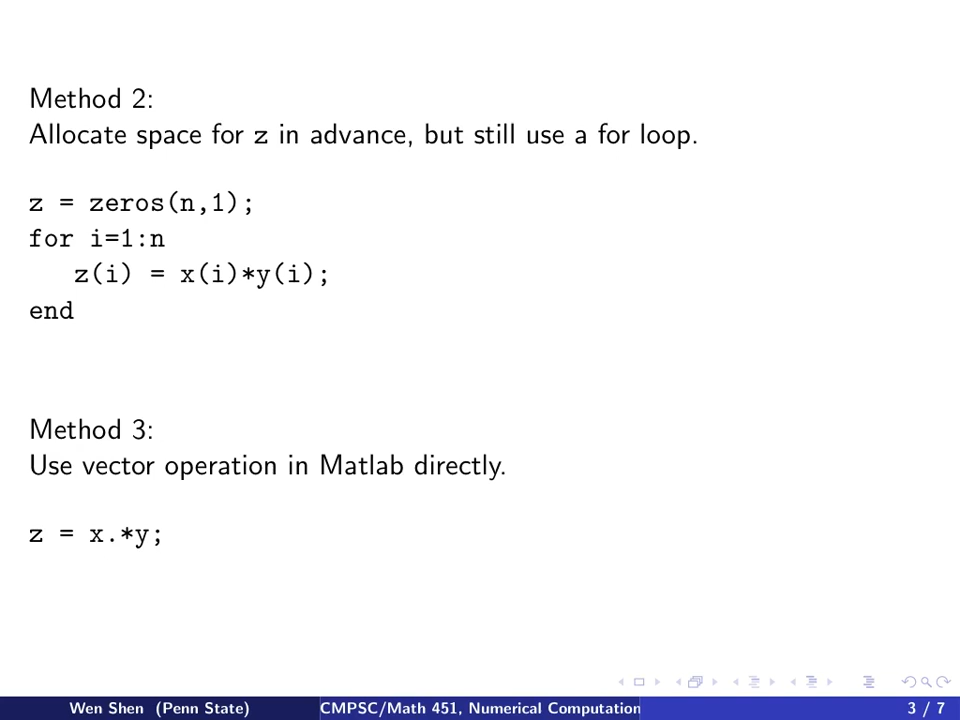 Method 2:
Allocate space for z in advance, but still use a for loop.
z = zeros(n,1);
for i=1:n
z(i) = x(i)*y(i);
end
Method 3:
Use vector operation in Matlab directly.
z = x.*y;
Wen Shen (Penn State) CMPSC/Math 451, Numerical Computation 3 / 7